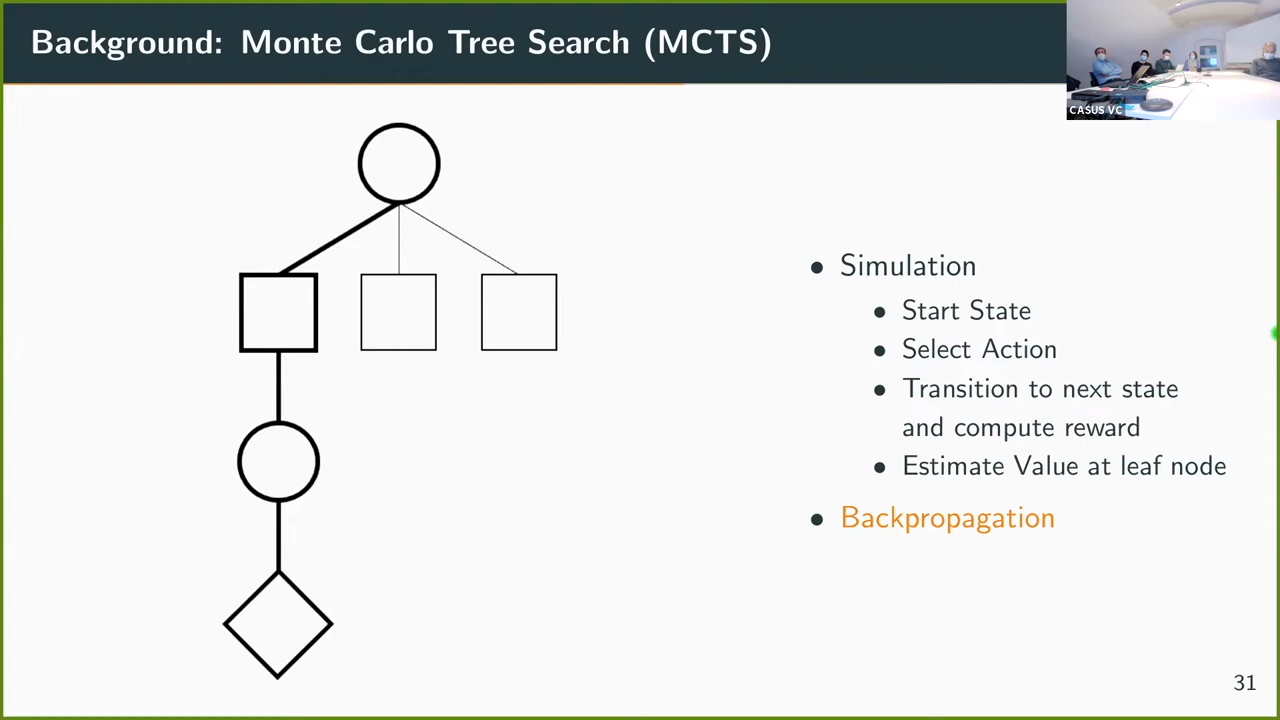 Background: Monte Carlo Tree Search (MCTS)
CASUS VC
• Simulation
• Start State
• Select Action
• Transition to next state
and compute reward
• Estimate Value at leaf node
• Backpropagation
31